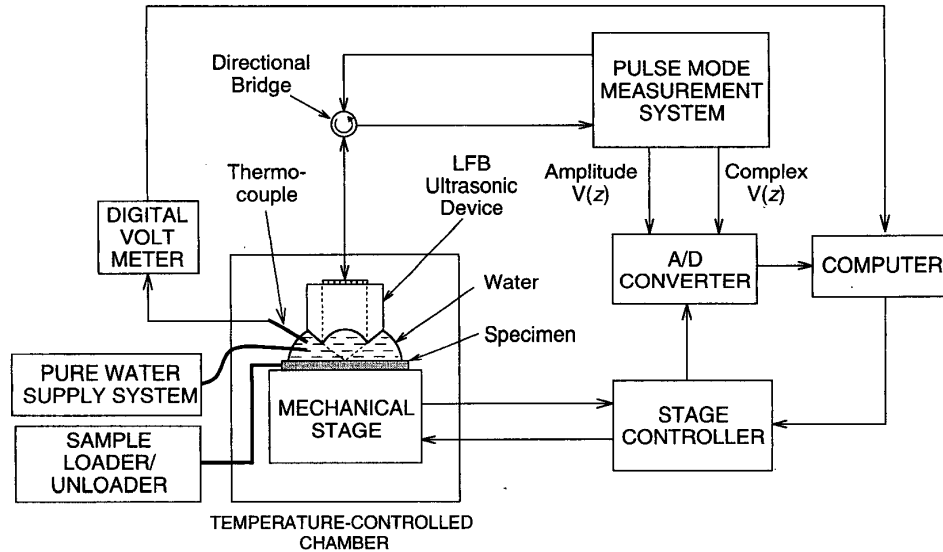 Directional
Bridge
PULSE MODE
MEASUREMENT
SYSTEM
Thermo-
couple
LFB
Ultrasonic
Device
Amplitude
V(z)
Complex
V(z)
DIGITAL
VOLT
METER
A/D
CONVERTER
COMPUTER
Water
Specimen
PURE WATER
SUPPLY SYSTEM
MECHANICAL
STAGE
STAGE
CONTROLLER
SAMPLE
LOADER/
UNLOADER
TEMPERATURE-CONTROLLED
CHAMBER